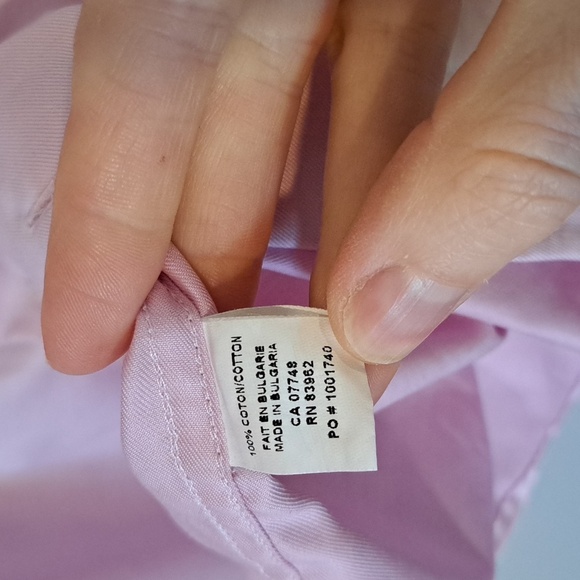 100% COTON/COTTON
FAIT EN BULGARIE
MADE IN BULGARIA
CA 07748
RN 83962
PO # 1001740